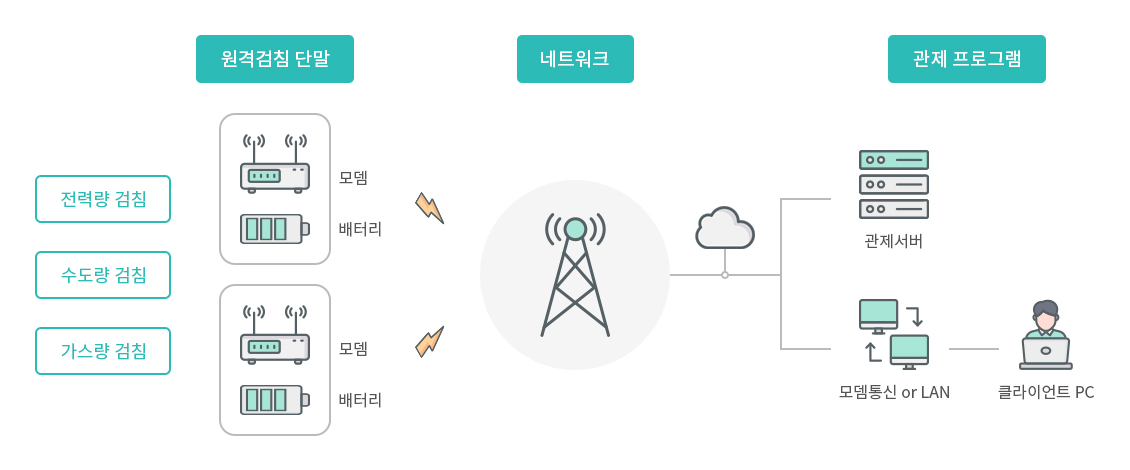 원격검침 단말
네트워크
관제 프로그램
전력량 검침
수도량 검침
가스량 검침
모뎀
배터리
모뎀
배터리
관제서버
모뎀통신 or LAN
클라이언트 PC